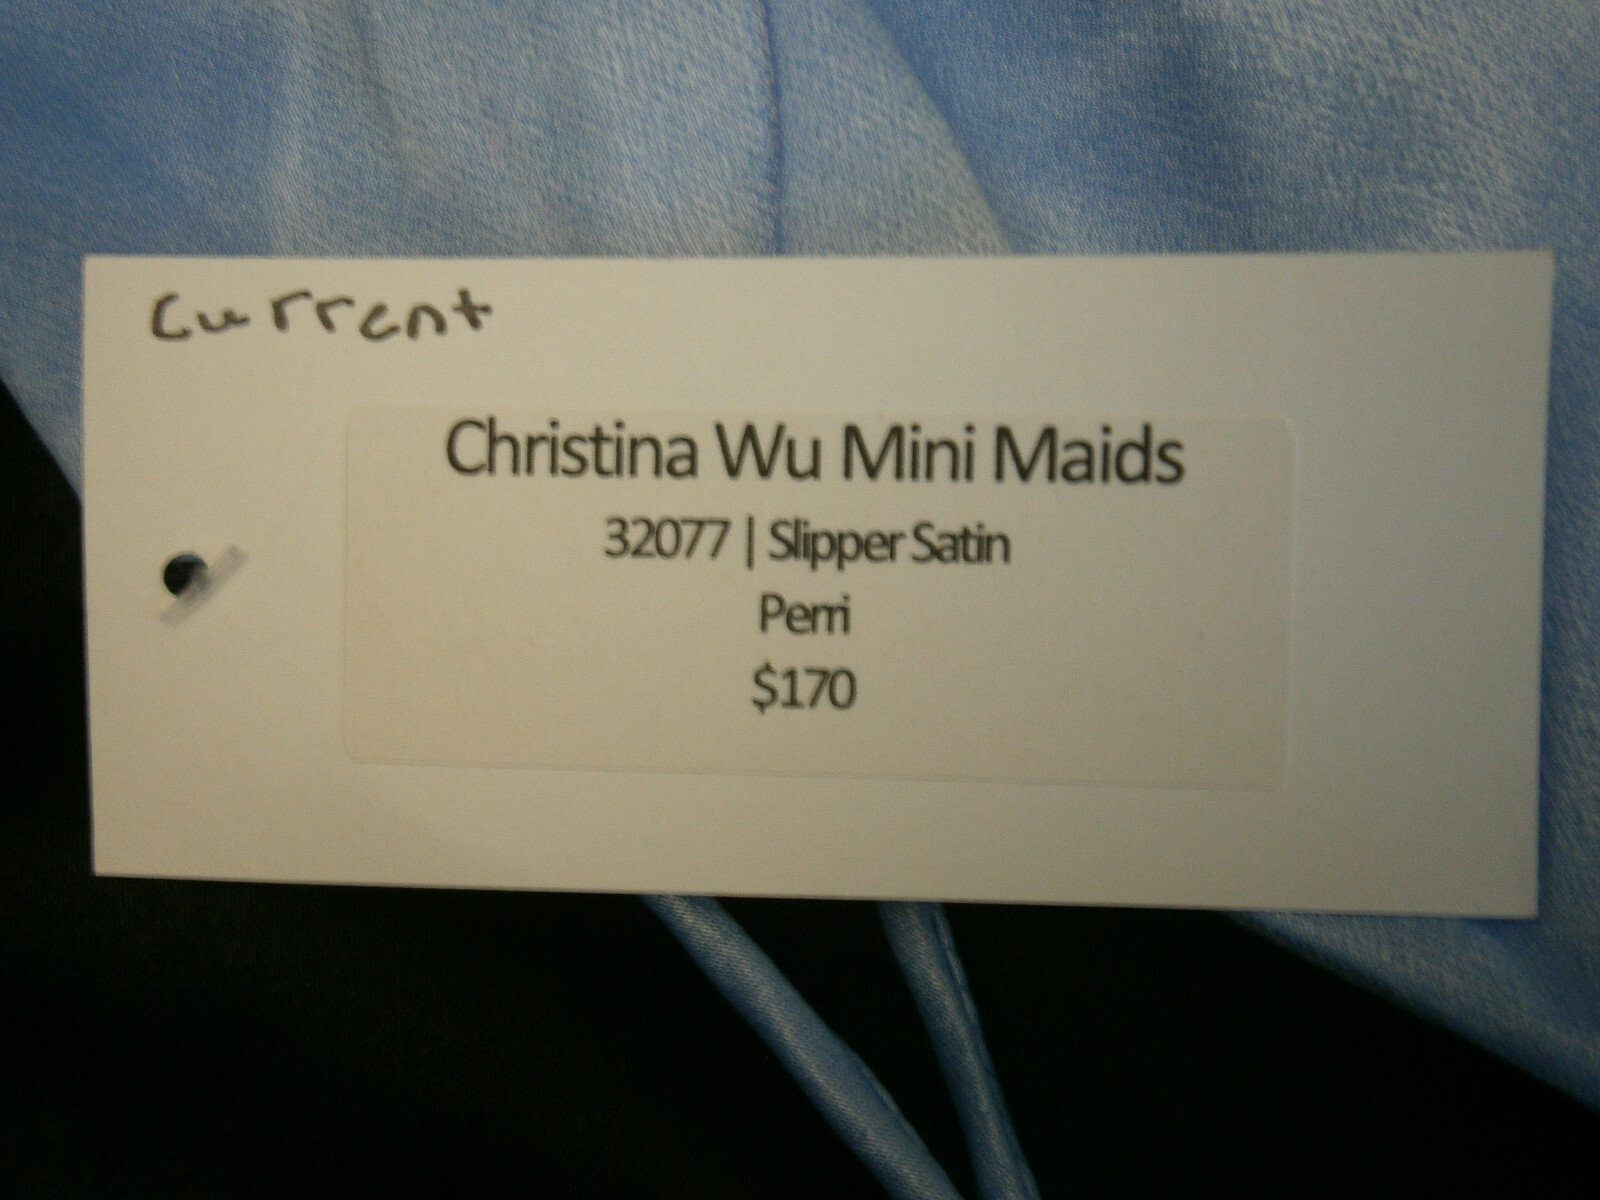 Current
Christina Wu Mini Maids
32077 | Slipper Satin
Perri
$170